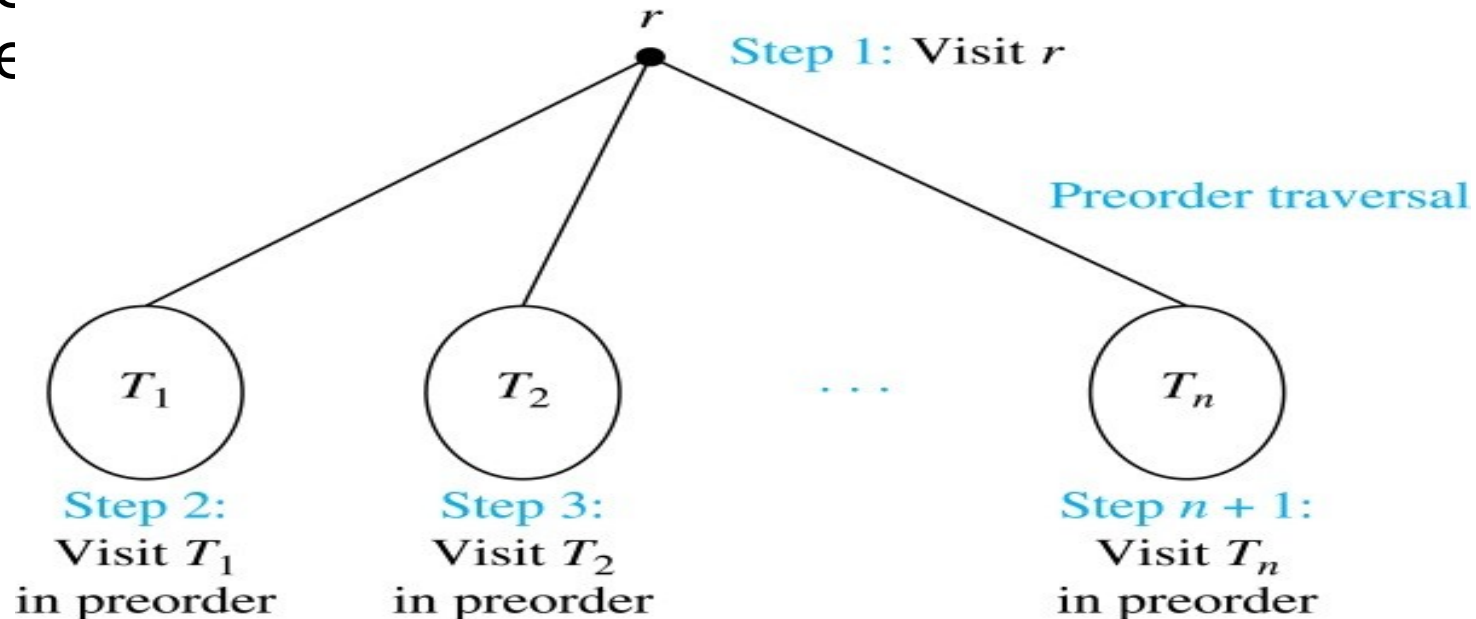 r
Step 1: Visit r
Preorder traversal
T₁
T₂
. . .
Tₙ
Step 2:
Visit T₁
in preorder
Step 3:
Visit T₂
in preorder
Step n + 1:
Visit Tₙ
in preorder